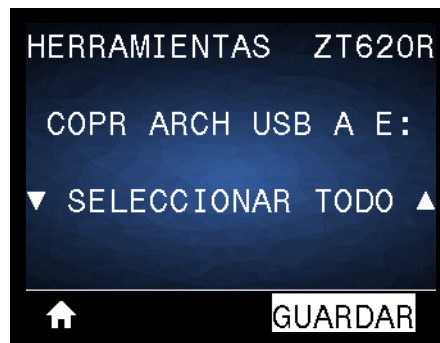 HERRAMIENTAS ZT620R
COPR ARCH USB A E:
▼ SELECCIONAR TODO ▲
GUARDAR